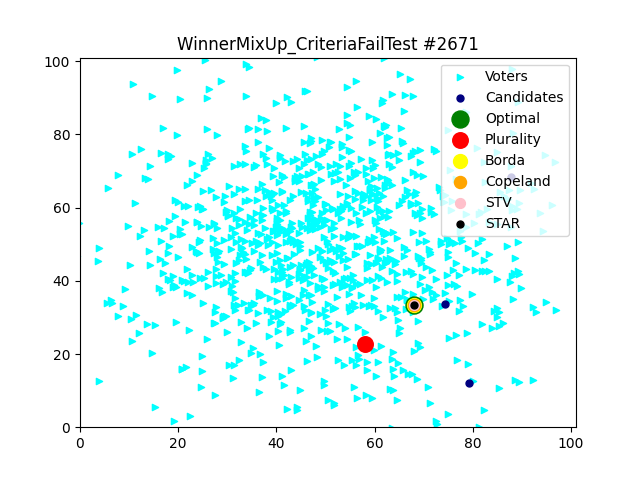 WinnerMixUp_CriteriaFailTest #2671
100
80
60
40
20
0
0
20
40
60
80
100
Voters
Candidates
Optimal
Plurality
Borda
Copeland
STV
STAR